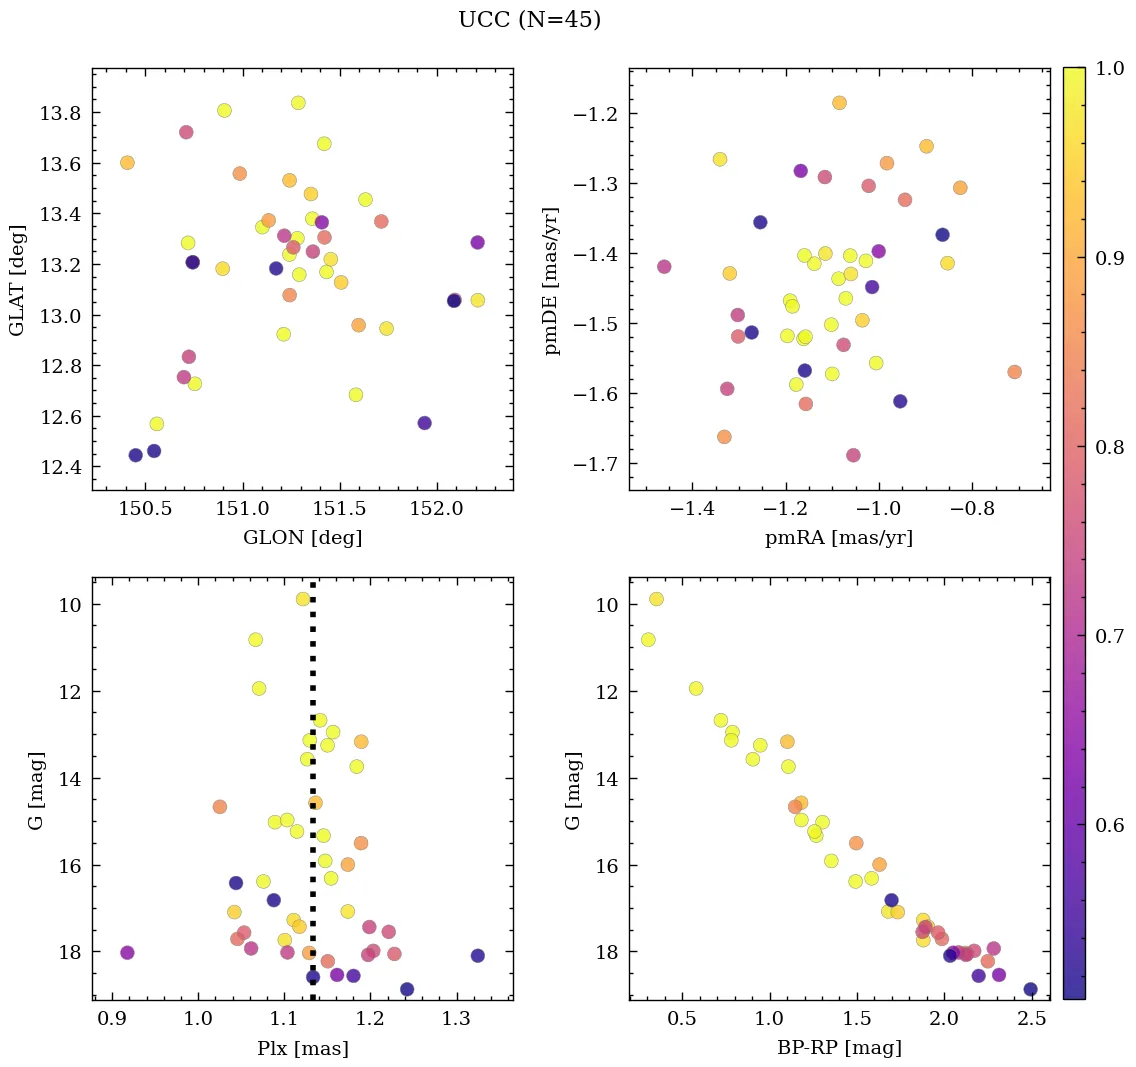 UCC (N=45)
13.8
13.6
13.4
13.2
13.0
12.8
12.6
12.4
GLAT [deg]
150.5 151.0 151.5 152.0
GLON [deg]
−1.2
−1.3
−1.4
−1.5
−1.6
−1.7
pmDE [mas/yr]
−1.4 −1.2 −1.0 −0.8
pmRA [mas/yr]
10
12
14
16
18
G [mag]
0.9 1.0 1.1 1.2 1.3
Plx [mas]
10
12
14
16
18
G [mag]
0.5 1.0 1.5 2.0 2.5
BP-RP [mag]
1.0
0.9
0.8
0.7
0.6